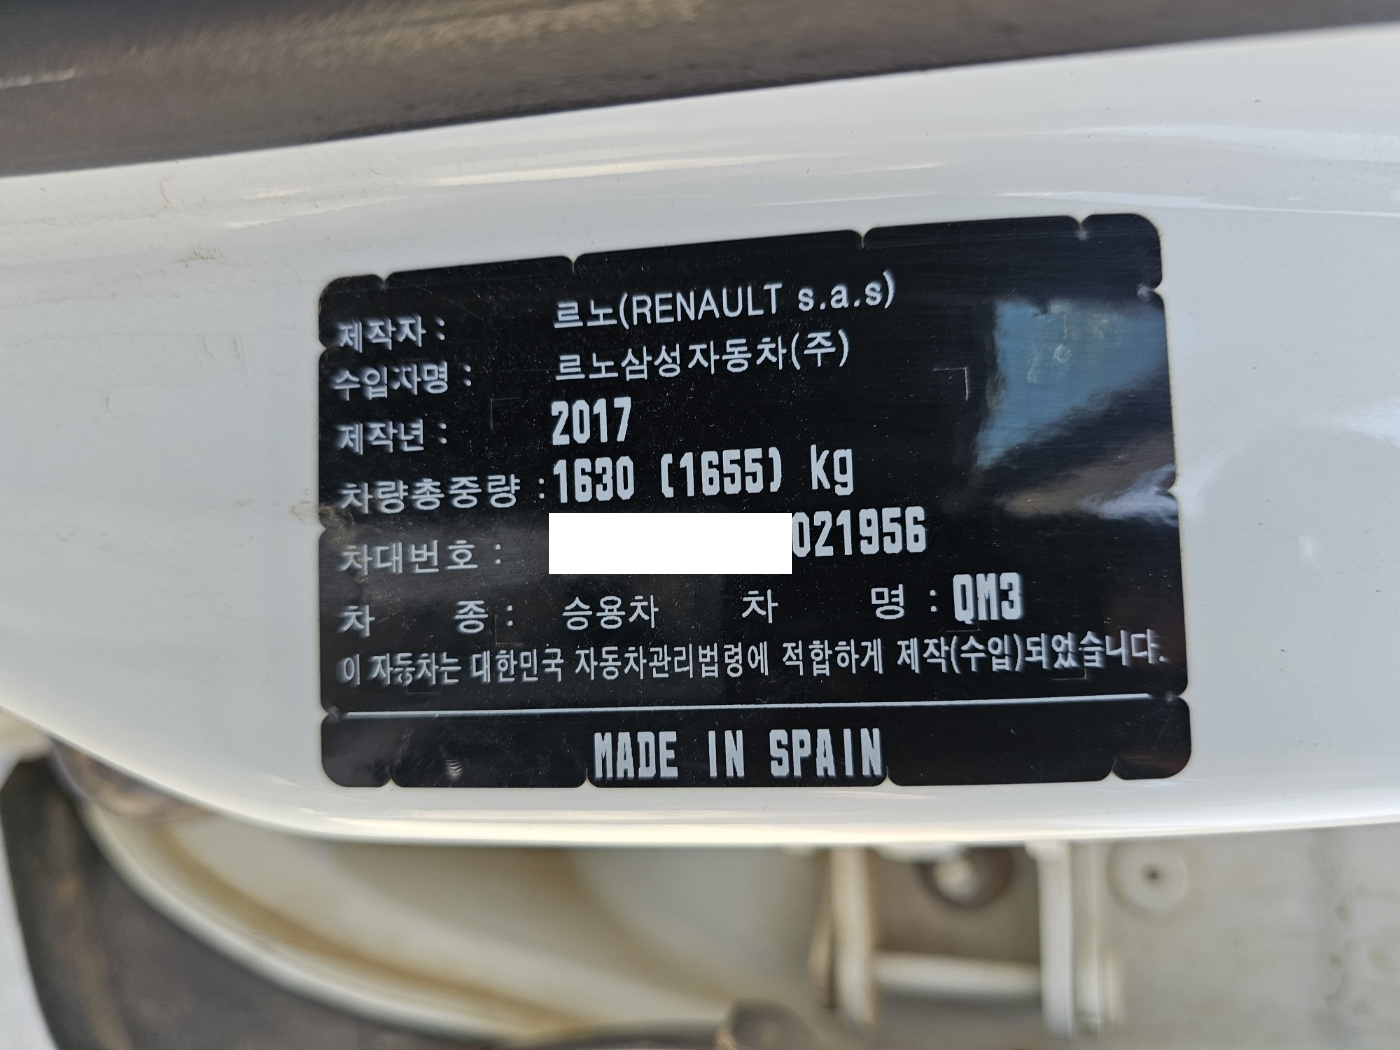 제작자 : 르노(RENAULT s.a.s)
수입자명 : 르노삼성자동차(주)
제작년 : 2017
차량총중량 : 1630 (1655) kg
차대번호 : 021956
차 종 : 승용차 차 명 : QM3
이 자동차는 대한민국 자동차관리법령에 적합하게 제작(수입)되었습니다.
MADE IN SPAIN